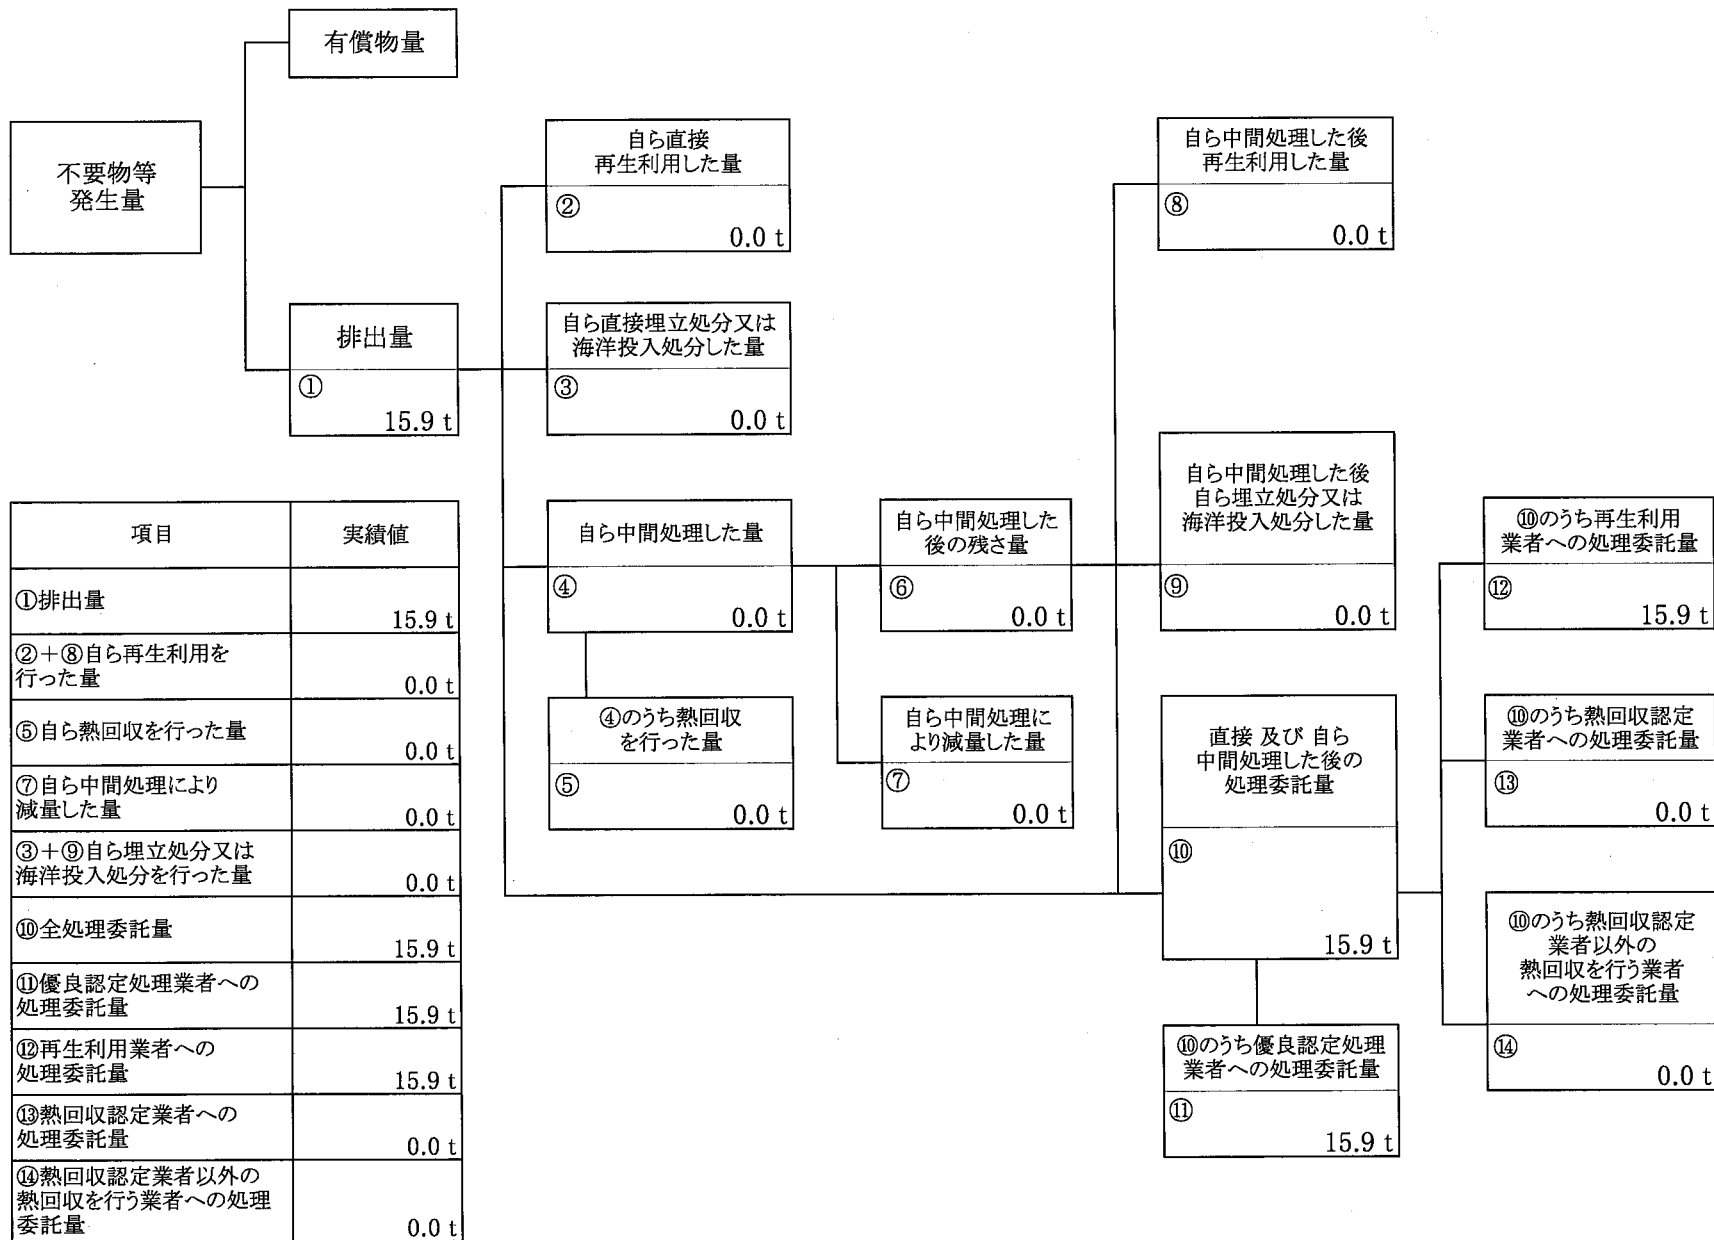 有償物量
不要物等
発生量
自ら直接
再生利用した量
②
0.0 t
自ら中間処理した後
再生利用した量
⑧
0.0 t
排出量
①
15.9 t
自ら直接埋立処分又は
海洋投入処分した量
③
0.0 t
自ら中間処理した量
④
0.0 t
自ら中間処理した
後の残さ量
⑥
0.0 t
自ら中間処理した後
自ら埋立処分又は
海洋投入処分した量
⑨
0.0 t
⑩のうち再生利用
業者への処理委託量
⑫
15.9 t
④のうち熱回収
を行った量
⑤
0.0 t
自ら中間処理に
より減量した量
⑦
0.0 t
直接 及び 自ら
中間処理した後の
処理委託量
⑩
15.9 t
⑩のうち熱回収認定
業者への処理委託量
⑬
0.0 t
⑩のうち熱回収認定
業者以外の
熱回収を行う業者
への処理委託量
⑭
0.0 t
⑩のうち優良認定処理
業者への処理委託量
⑪
15.9 t
項目 実績値
①排出量
15.9 t
②+⑧自ら再生利用を
行った量
0.0 t
⑤自ら熱回収を行った量
0.0 t
⑦自ら中間処理により
減量した量
0.0 t
③+⑨自ら埋立処分又は
海洋投入処分を行った量
0.0 t
⑩全処理委託量
15.9 t
⑪優良認定処理業者への
処理委託量
15.9 t
⑫再生利用業者への
処理委託量
15.9 t
⑬熱回収認定業者への
処理委託量
0.0 t
⑭熱回収認定業者以外の
熱回収を行う業者への処理
委託量
0.0 t